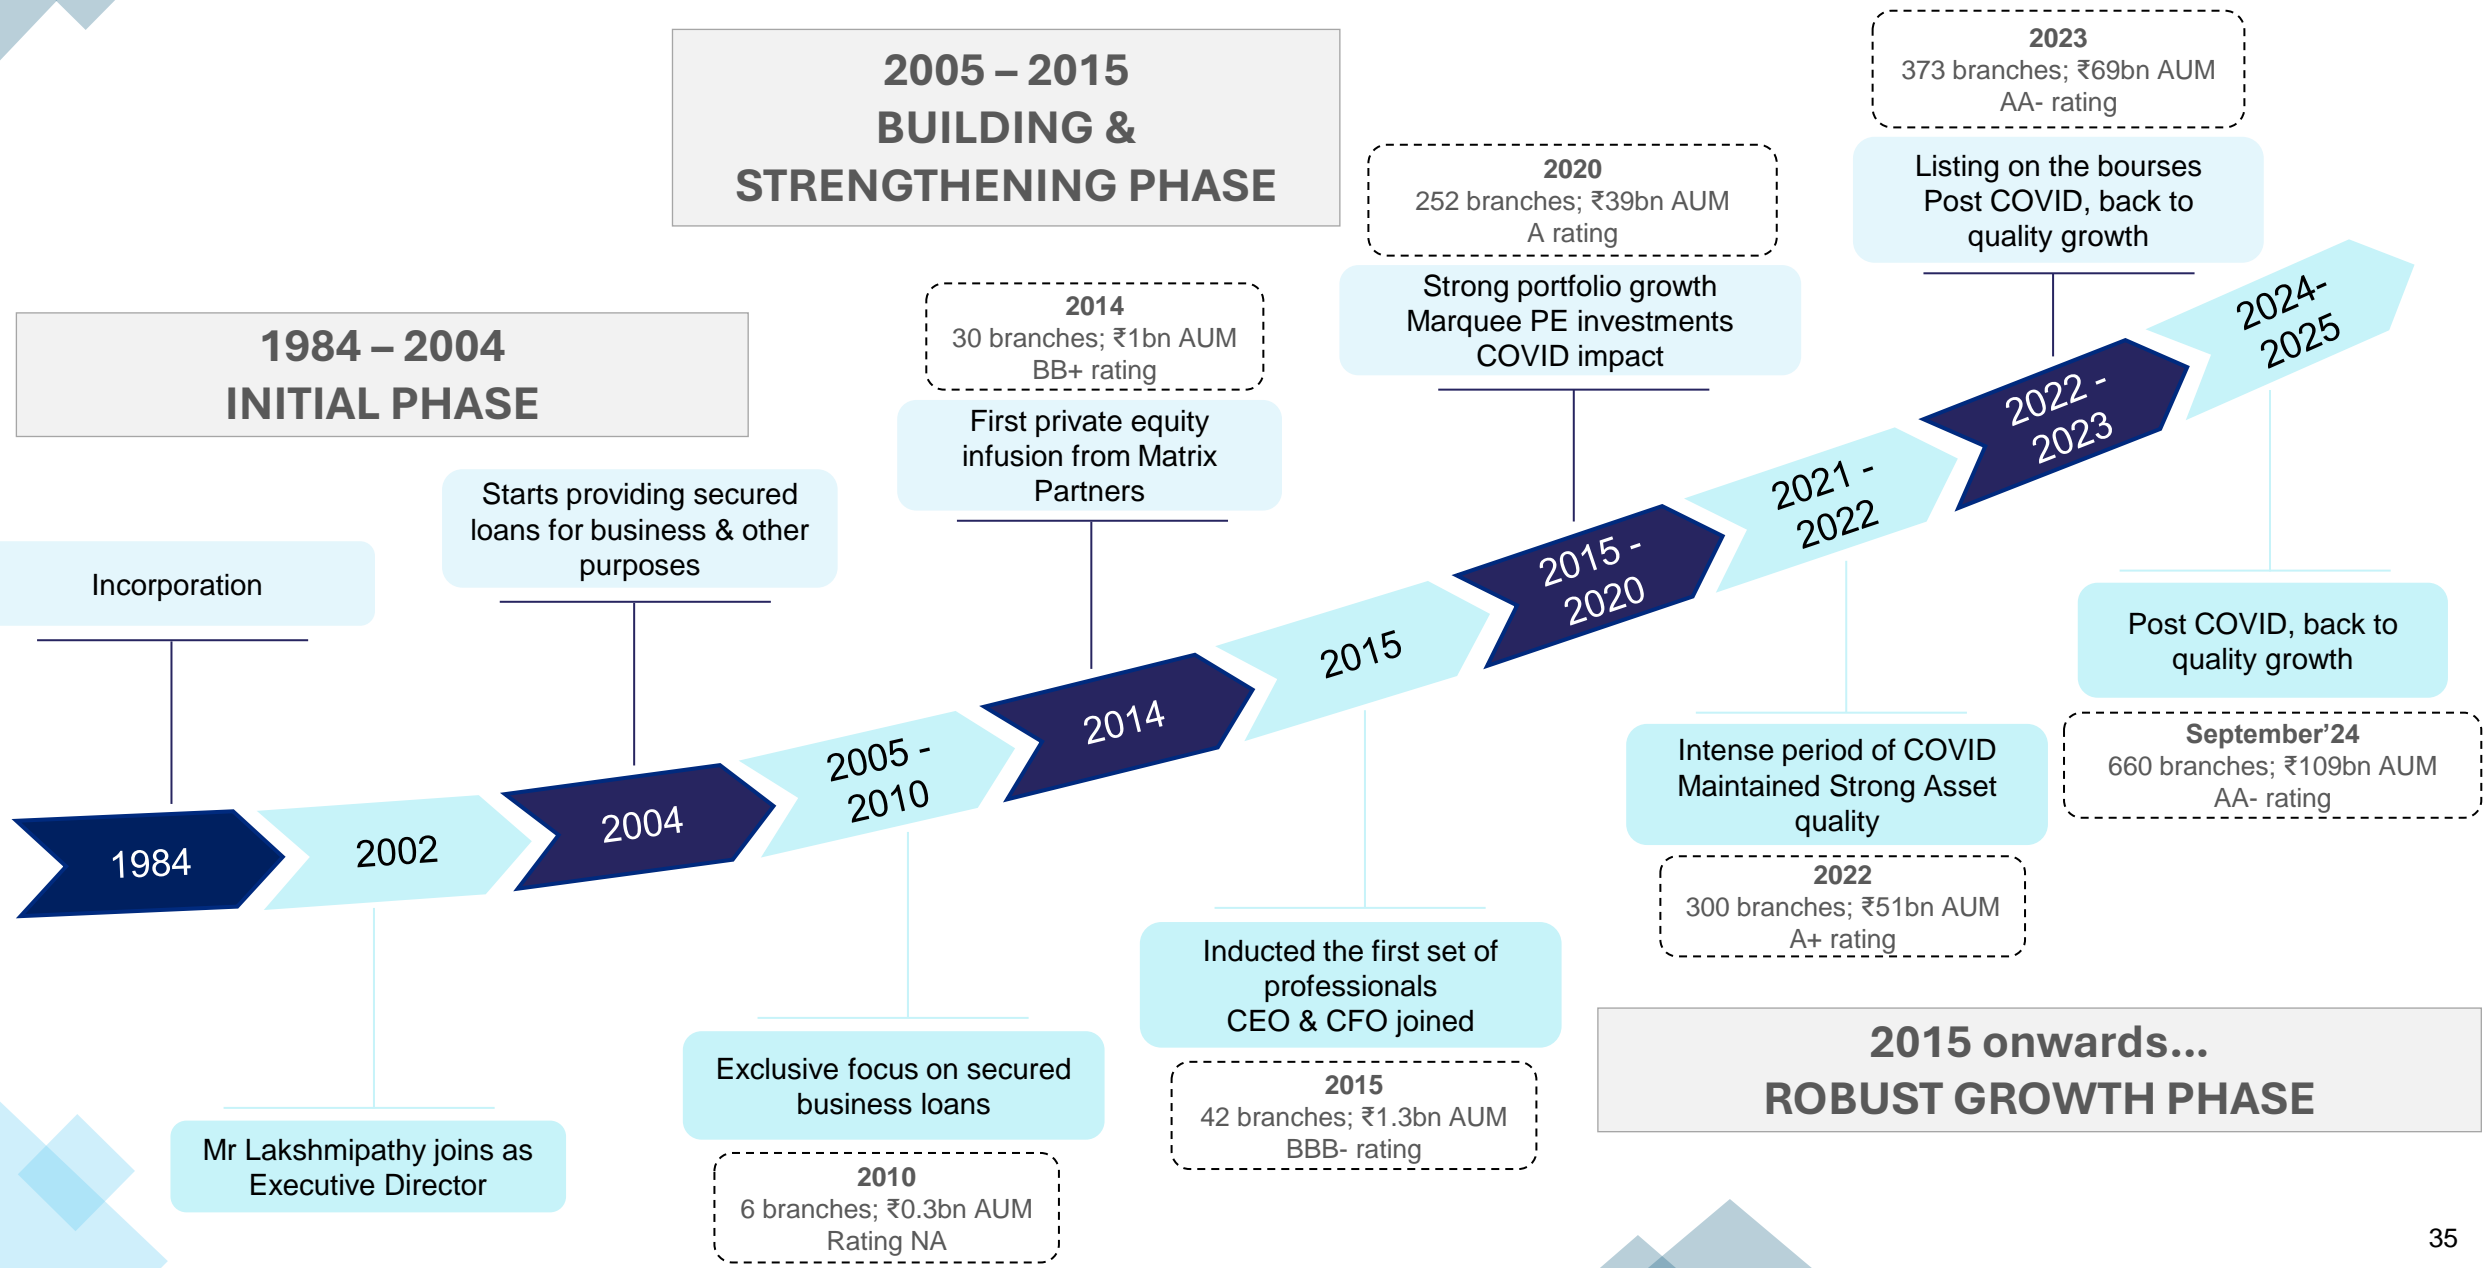 1984 – 2004
INITIAL PHASE
2005 – 2015
BUILDING &
STRENGTHENING PHASE
2015 onwards...
ROBUST GROWTH PHASE
Incorporation
1984
2002
Mr Lakshmipathy joins as
Executive Director
Starts providing secured
loans for business & other
purposes
2004
2005 -
2010
Exclusive focus on secured
business loans
2010
6 branches; ₹0.3bn AUM
Rating NA
2014
30 branches; ₹1bn AUM
BB+ rating
First private equity
infusion from Matrix
Partners
2014
2015
Inducted the first set of
professionals
CEO & CFO joined
2015
42 branches; ₹1.3bn AUM
BBB- rating
2020
252 branches; ₹39bn AUM
A rating
Strong portfolio growth
Marquee PE investments
COVID impact
2015 -
2020
2021 -
2022
Intense period of COVID
Maintained Strong Asset
quality
2022
300 branches; ₹51bn AUM
A+ rating
2023
373 branches; ₹69bn AUM
AA- rating
Listing on the bourses
Post COVID, back to
quality growth
2022 -
2023
2024-
2025
Post COVID, back to
quality growth
September’24
660 branches; ₹109bn AUM
AA- rating
35